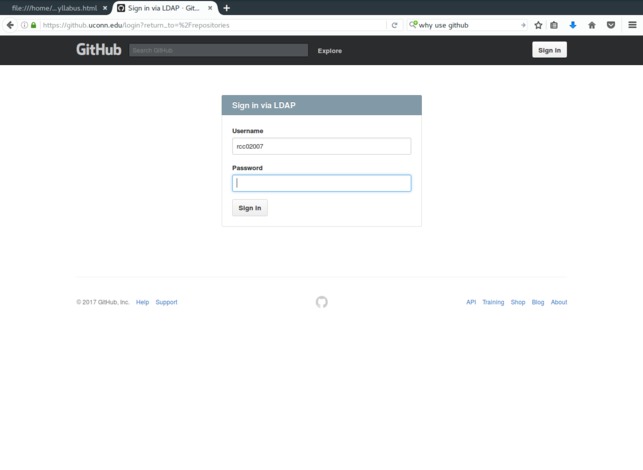 file:///home/...yllabus.html
Sign in via LDAP · Git...
https://github.uconn.edu/login?return_to=%2Frepositories
why use github
GitHub
Search GitHub
Explore
Sign in
Sign in via LDAP
Username
rcc02007
Password
Sign in
© 2017 GitHub, Inc. Help Support
API Training Shop Blog About